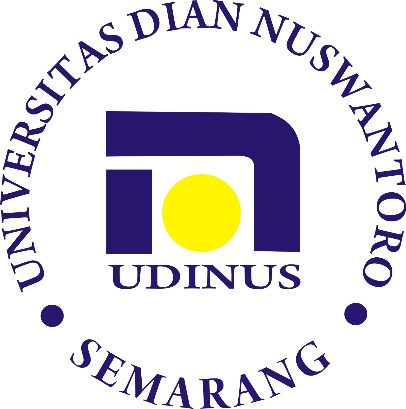 UNIVERSITAS DIAN NUSWANTORO
UDINUS
SEMARANG